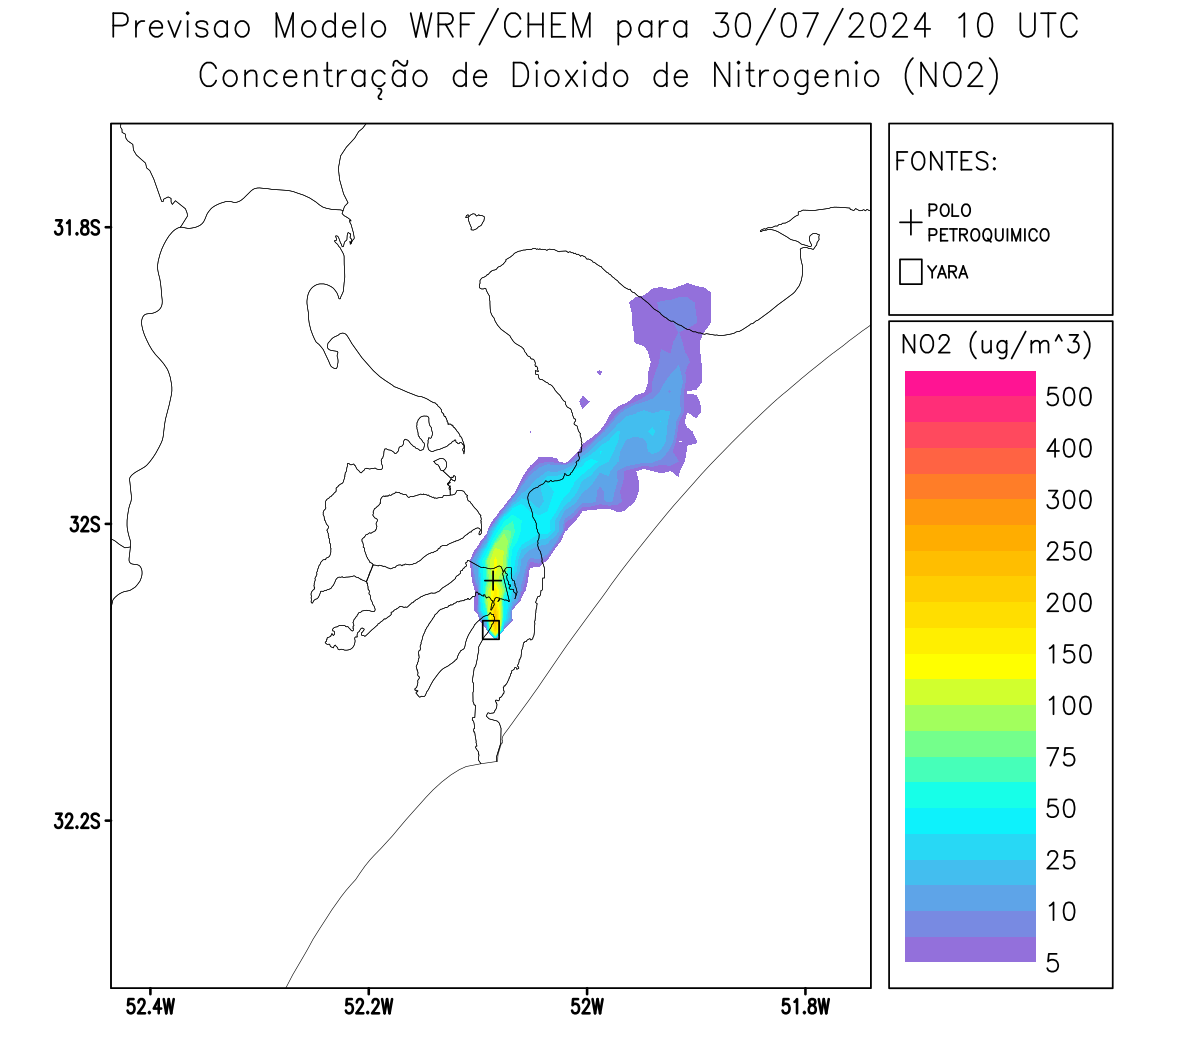 Previsao Modelo WRF/CHEM para 30/07/2024 10 UTC
Concentração de Dioxido de Nitrogenio (NO2)
FONTES:
POLO
PETROQUIMICO
YARA
NO2 (ug/m^3)
500
400
300
250
200
150
100
75
50
25
10
5
31.8S
32S
32.2S
52.4W
52.2W
52W
51.8W